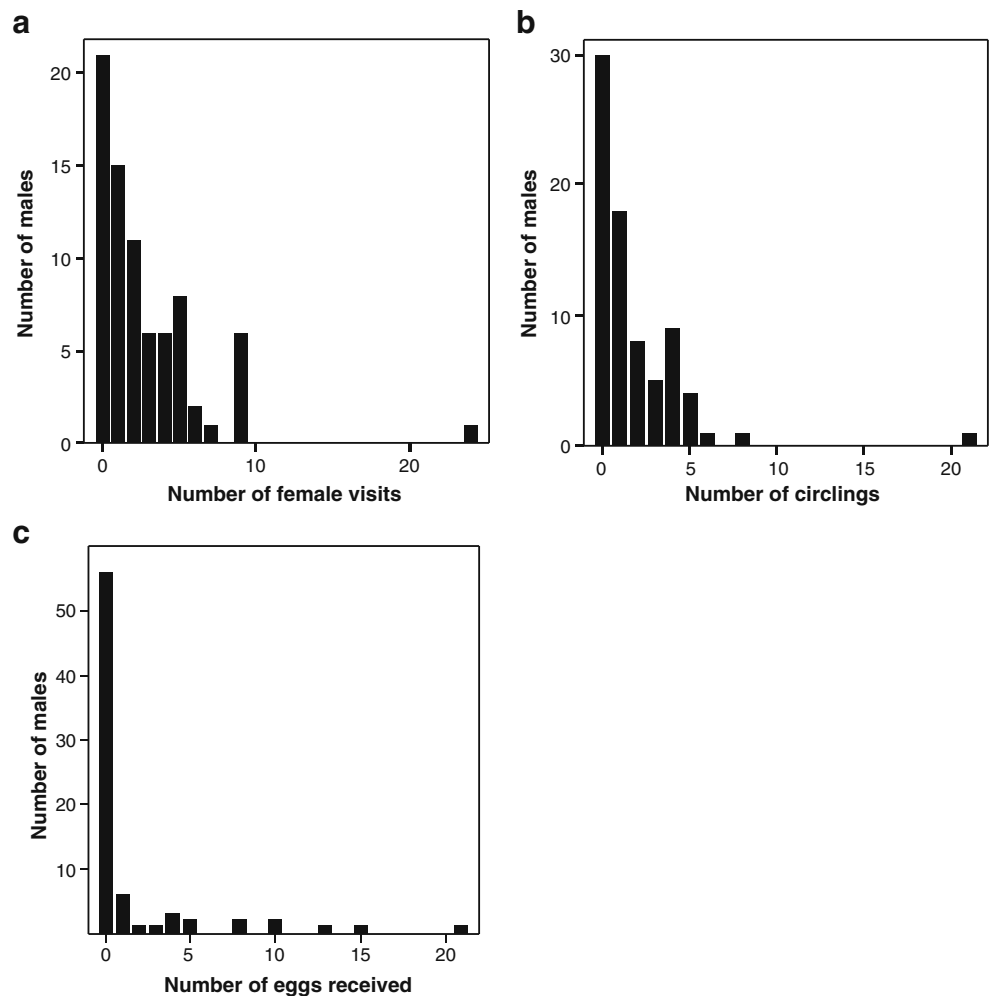 a
20
15
10
5
0
Number of males
0 10 20
Number of female visits
b
30
20
10
0
Number of males
0 5 10 15 20
Number of circlings
c
50
40
30
20
10
Number of males
0 5 10 15 20
Number of eggs received